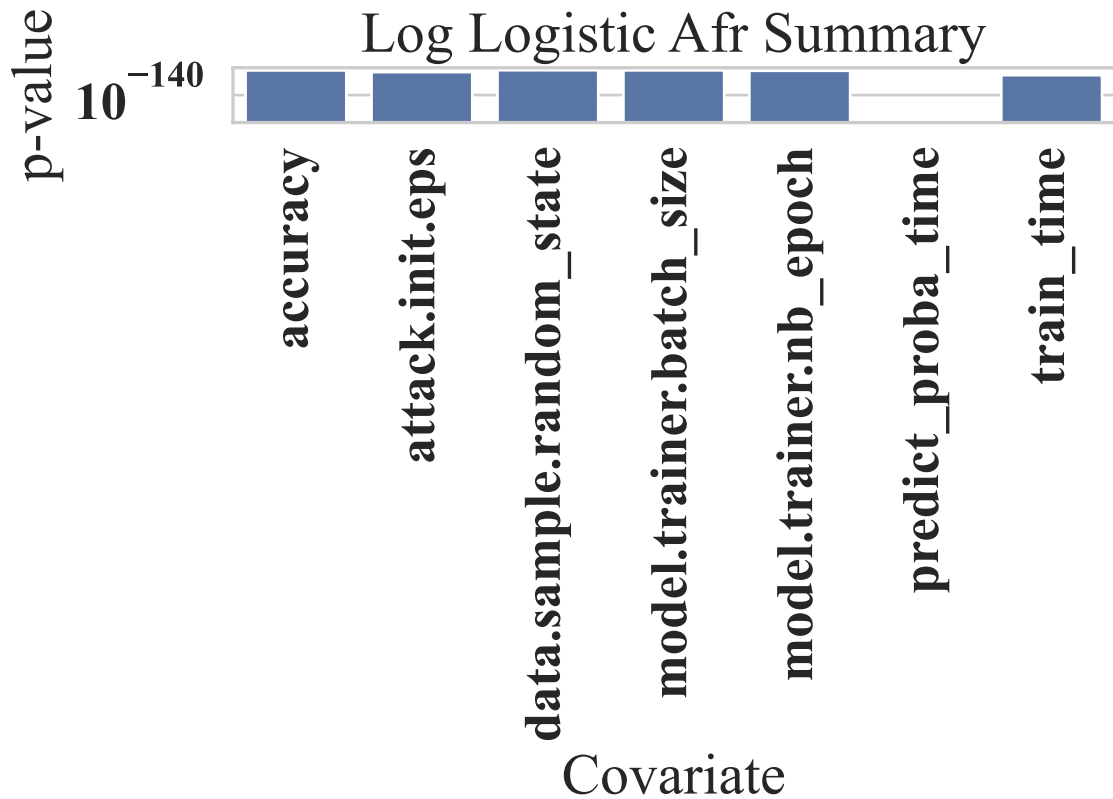 Log Logistic Afr Summary
p-value
10⁻¹⁴⁰
accuracy
attack.init.eps
data.sample.random_state
model.trainer.batch_size
model.trainer.nb_epoch
predict_proba_time
train_time
Covariate